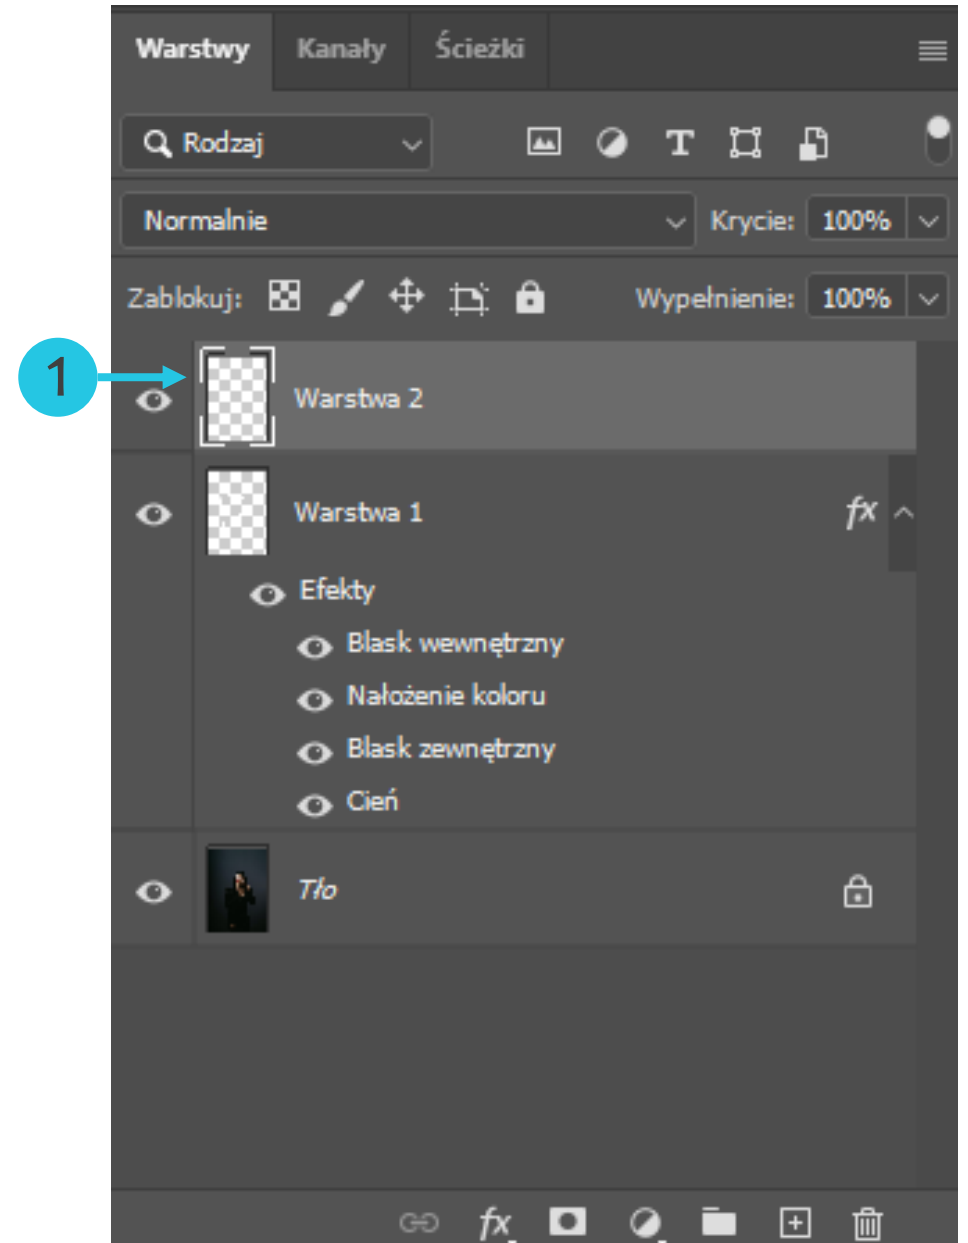 Warstwy Kanały Ścieżki
Rodzaj T
Normalnie Krycie: 100%
Zablokuj: Wypełnienie: 100%
1
Warstwa 2
Warstwa 1 fx
Efekty
Blask wewnętrzny
Nałożenie koloru
Blask zewnętrzny
Cień
Tło
fx